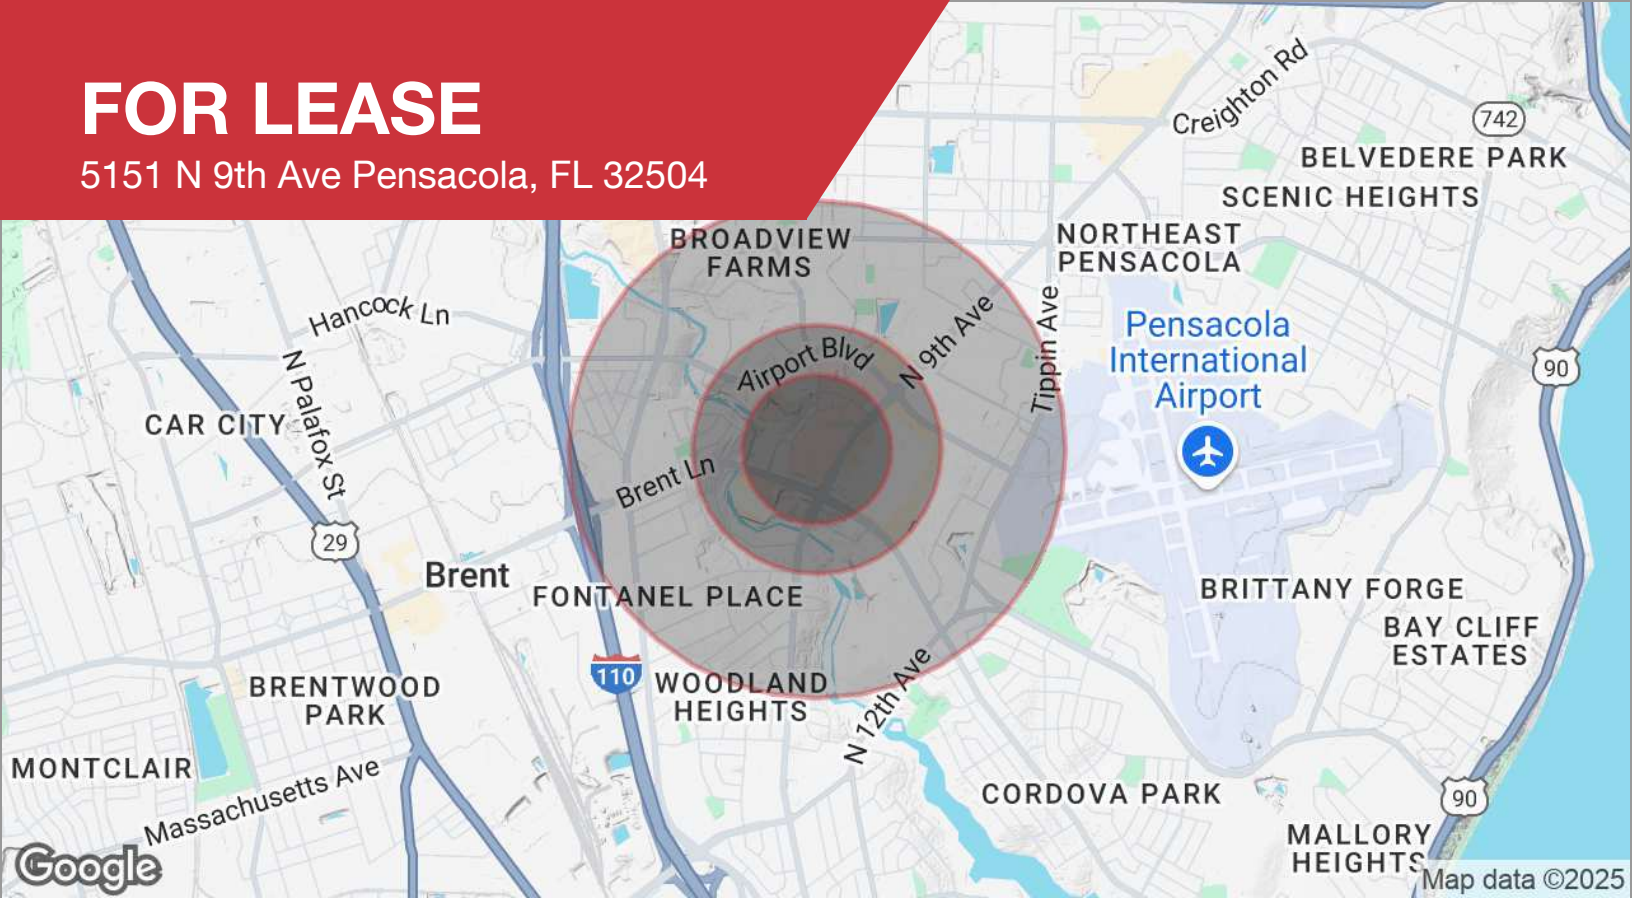 FOR LEASE
5151 N 9th Ave Pensacola, FL 32504
Creighton Rd
742
BELVEDERE PARK
SCENIC HEIGHTS
BROADVIEW
FARMS
NORTHEAST
PENSACOLA
Hancock Ln
N 9th Ave
Tippin Ave
Pensacola
International
Airport
Airport Blvd
90
N Palafox St
CAR CITY
Brent Ln
29
Brent
FONTANEL PLACE
BRITTANY FORGE
BAY CLIFF
ESTATES
110
WOODLAND
HEIGHTS
BRENTWOOD
PARK
N 12th Ave
MONTCLAIR
Massachusetts Ave
CORDOVA PARK
90
MALLORY
HEIGHTS
Google
Map data ©2025